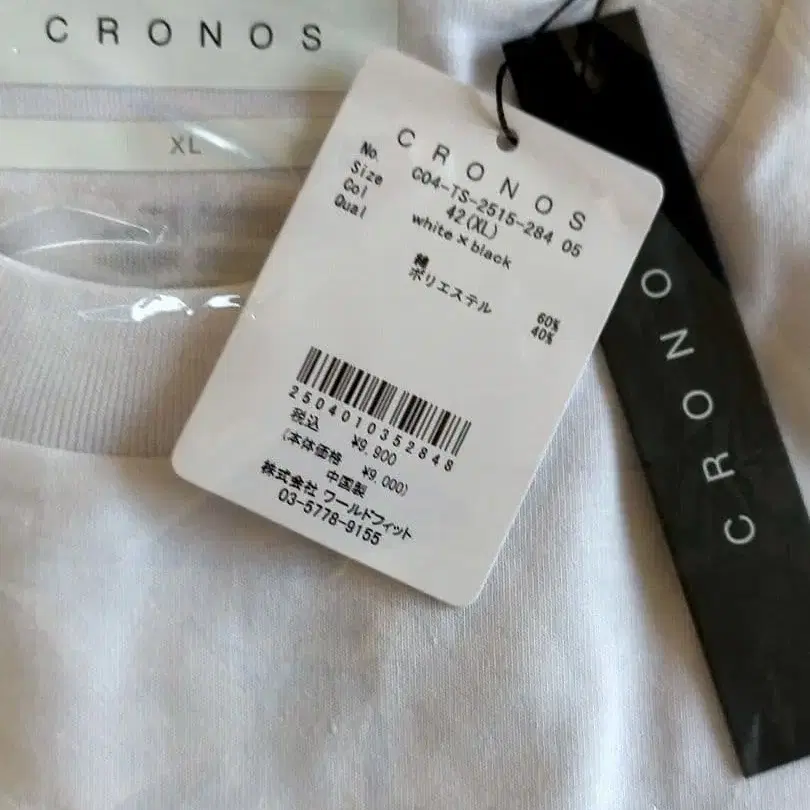 CRONOS
XL
CRONOS
No. C04-TS-2515-284 05
Size 42(XL)
Col white×black
Qual 綿 60%
ポリエステル 40%
2504010352848
税込 ¥9,900
(本体価格 ¥9,000)
中国製
株式会社 ワールドフィット
03-5778-9155
CRONO